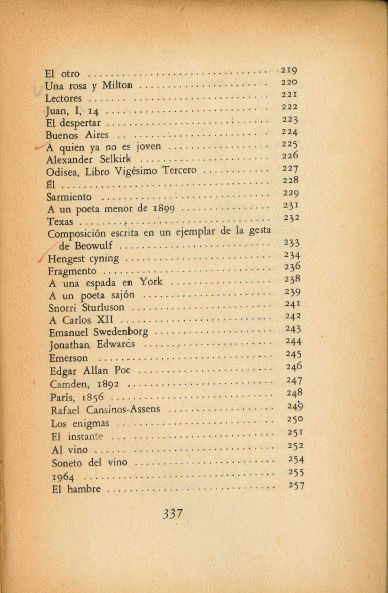 El otro ........ 219
Una rosa y Milton ........ 220
Lectores ........ 221
Juan, I, 14 ........ 222
El despertar ........ 223
Buenos Aires ........ 224
A quien ya no es joven ........ 225
Alexander Selkirk ........ 226
Odisea, Libro Vigésimo Tercero ........ 227
Él ........ 228
Sarmiento ........ 229
A un poeta menor de 1899 ........ 231
Texas ........ 232
Composición escrita en un ejemplar de la gesta
de Beowulf ........ 233
Hengest cyning ........ 234
Fragmento ........ 236
A una espada en York ........ 238
A un poeta sajón ........ 239
Snorri Sturluson ........ 241
A Carlos XII ........ 242
Emanuel Swedenborg ........ 243
Jonathan Edwards ........ 244
Emerson ........ 245
Edgar Allan Poe ........ 246
Camden, 1892 ........ 247
París, 1856 ........ 248
Rafael Cansinos-Assens ........ 249
Los enigmas ........ 250
El instante ........ 251
Al vino ........ 252
Soneto del vino ........ 254
1964 ........ 255
El hambre ........ 257
337